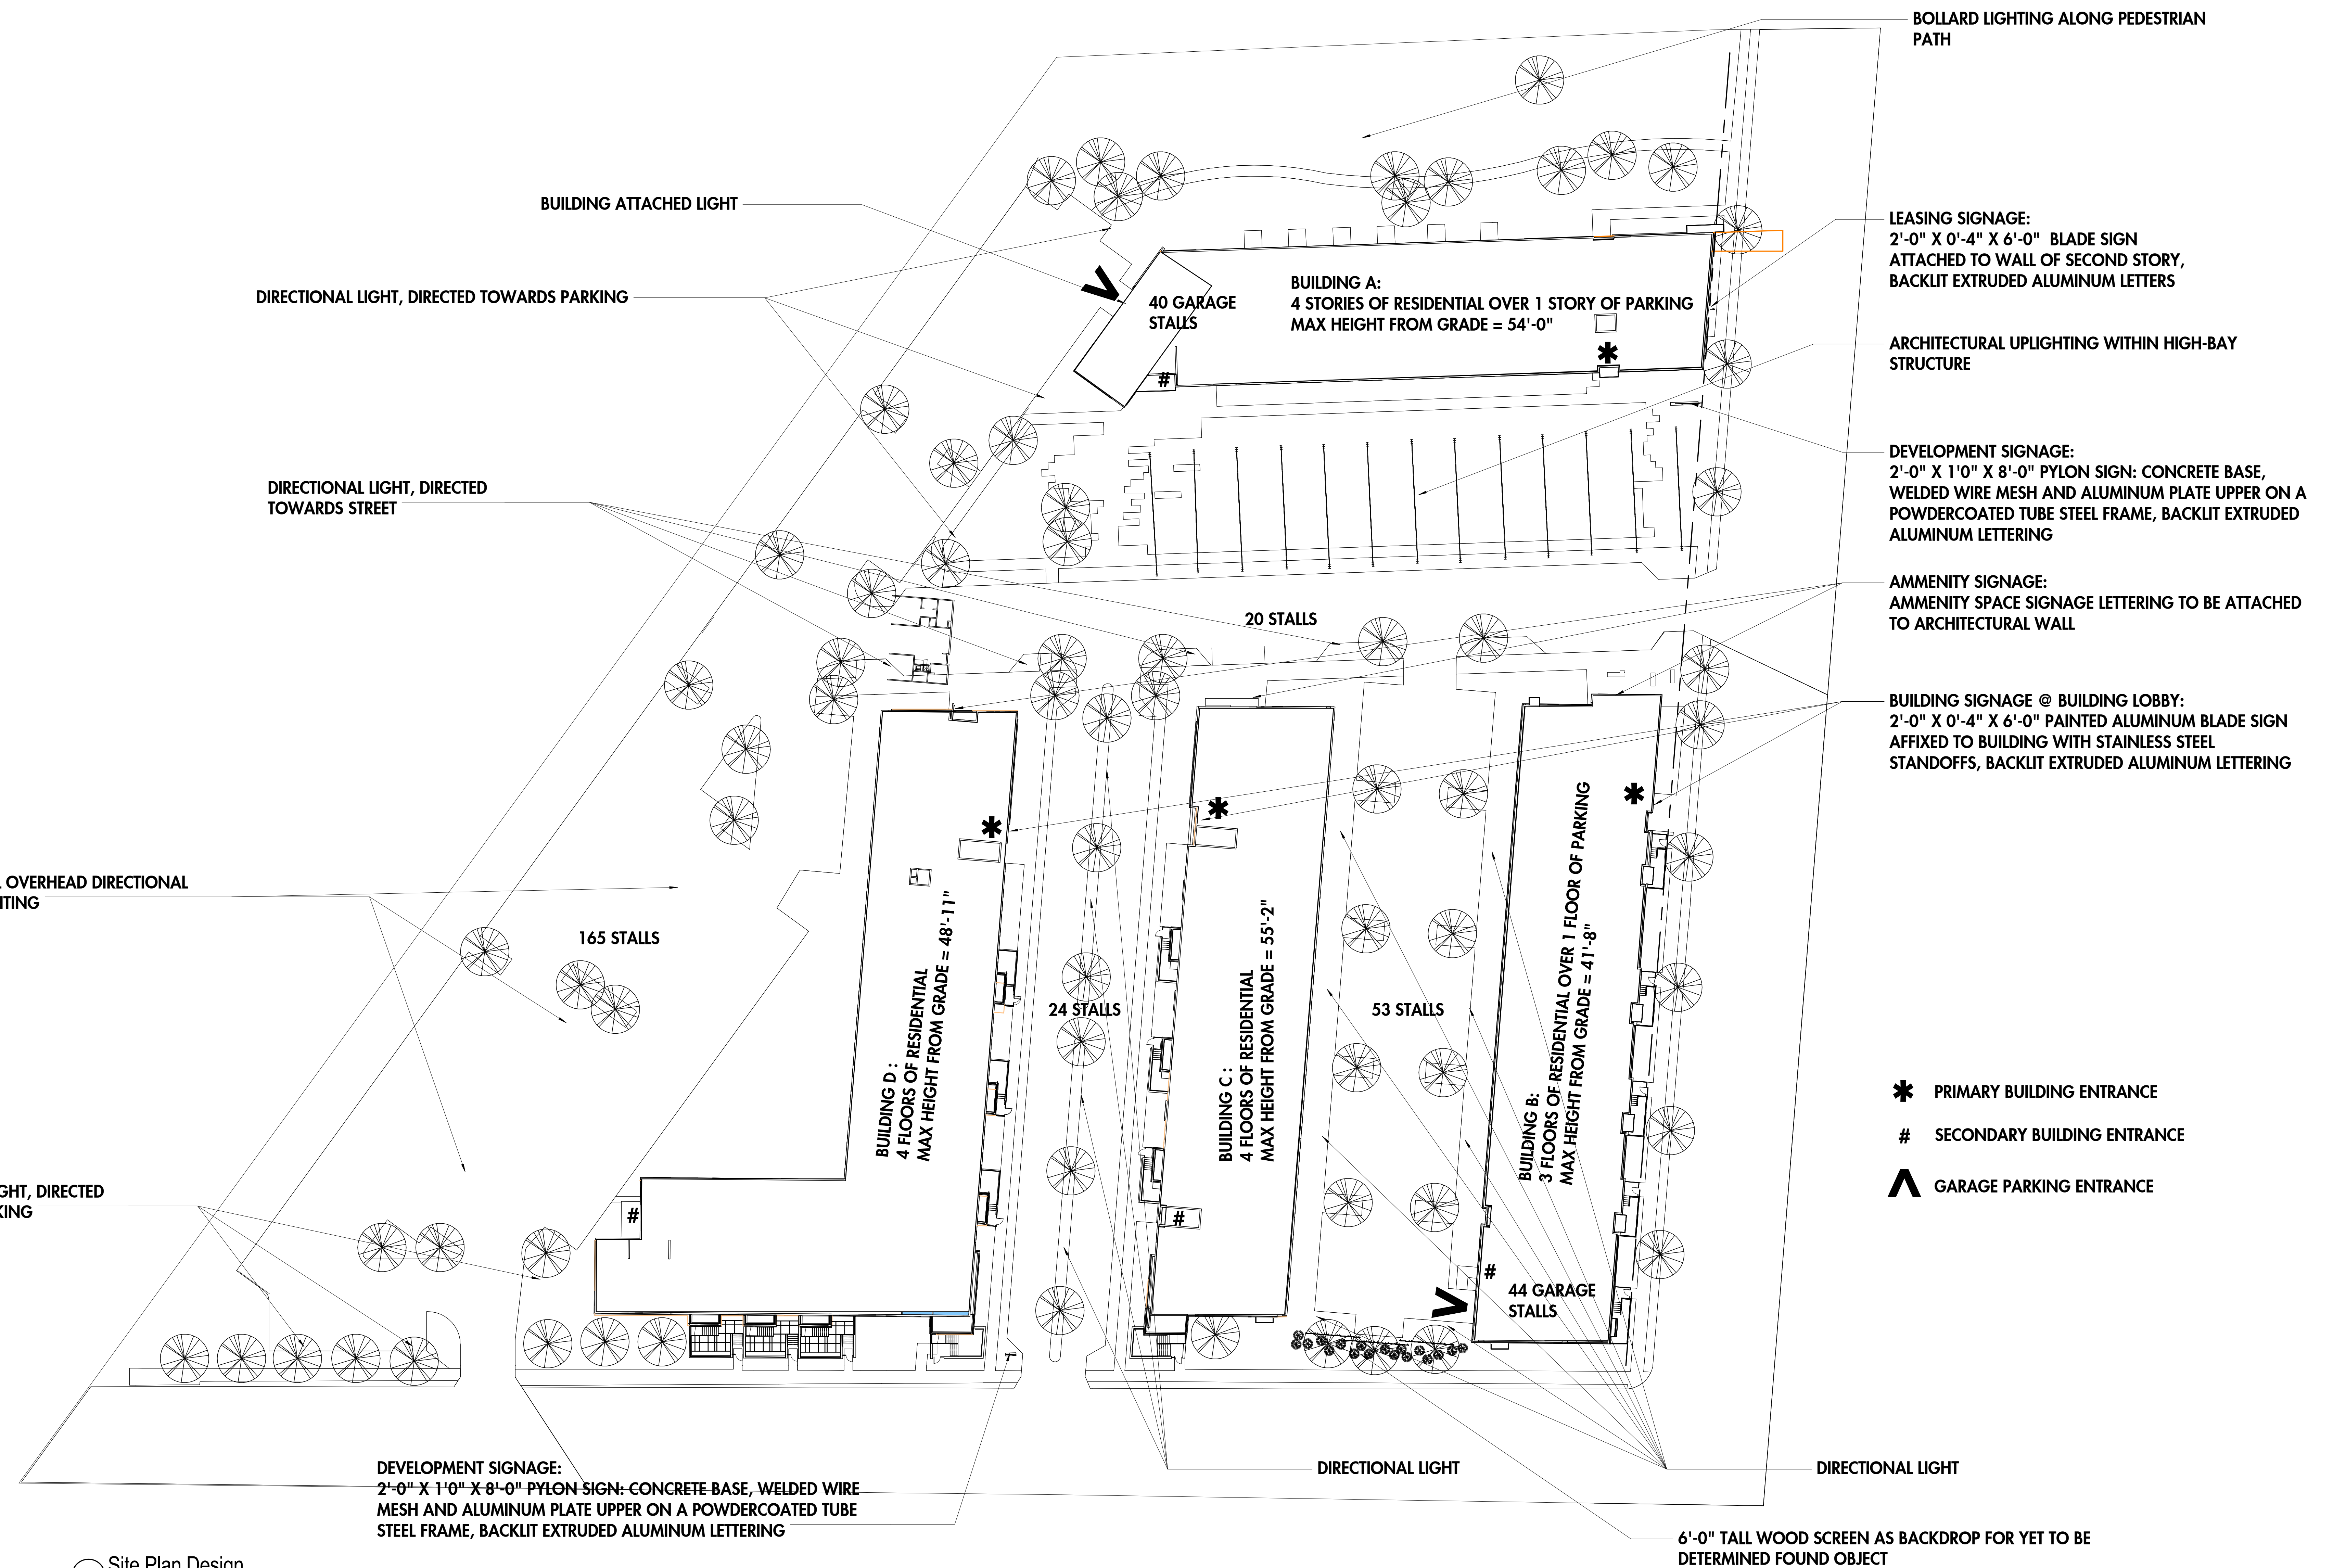 BOLLARD LIGHTING ALONG PEDESTRIAN
PATH
BUILDING ATTACHED LIGHT
LEASING SIGNAGE:
2'-0" X 0'-4" X 6'-0" BLADE SIGN
ATTACHED TO WALL OF SECOND STORY,
BACKLIT EXTRUDED ALUMINUM LETTERS
DIRECTIONAL LIGHT, DIRECTED TOWARDS PARKING
40 GARAGE
STALLS
BUILDING A:
4 STORIES OF RESIDENTIAL OVER 1 STORY OF PARKING
MAX HEIGHT FROM GRADE = 54'-0"
ARCHITECTURAL UPLIGHTING WITHIN HIGH-BAY
STRUCTURE
#
DEVELOPMENT SIGNAGE:
2'-0" X 1'0" X 8'-0" PYLON SIGN: CONCRETE BASE,
WELDED WIRE MESH AND ALUMINUM PLATE UPPER ON A
POWDERCOATED TUBE STEEL FRAME, BACKLIT EXTRUDED
ALUMINUM LETTERING
DIRECTIONAL LIGHT, DIRECTED
TOWARDS STREET
AMMENITY SIGNAGE:
AMMENITY SPACE SIGNAGE LETTERING TO BE ATTACHED
TO ARCHITECTURAL WALL
20 STALLS
BUILDING SIGNAGE @ BUILDING LOBBY:
2'-0" X 0'-4" X 6'-0" PAINTED ALUMINUM BLADE SIGN
AFFIXED TO BUILDING WITH STAINLESS STEEL
STANDOFFS, BACKLIT EXTRUDED ALUMINUM LETTERING
OVERHEAD DIRECTIONAL
165 STALLS
BUILDING D :
4 FLOORS OF RESIDENTIAL
MAX HEIGHT FROM GRADE = 48'-11"
24 STALLS
BUILDING C :
4 FLOORS OF RESIDENTIAL
MAX HEIGHT FROM GRADE = 55'-2"
53 STALLS
BUILDING B:
3 FLOORS OF RESIDENTIAL OVER 1 FLOOR OF PARKING
MAX HEIGHT FROM GRADE = 41'-8"
PRIMARY BUILDING ENTRANCE
# SECONDARY BUILDING ENTRANCE
GARAGE PARKING ENTRANCE
DIRECTED
#
#
#
44 GARAGE
STALLS
DEVELOPMENT SIGNAGE:
2'-0" X 1'0" X 8'-0" PYLON SIGN: CONCRETE BASE, WELDED WIRE
MESH AND ALUMINUM PLATE UPPER ON A POWDERCOATED TUBE
STEEL FRAME, BACKLIT EXTRUDED ALUMINUM LETTERING
DIRECTIONAL LIGHT
DIRECTIONAL LIGHT
6'-0" TALL WOOD SCREEN AS BACKDROP FOR YET TO BE
DETERMINED FOUND OBJECT
Site Plan Design